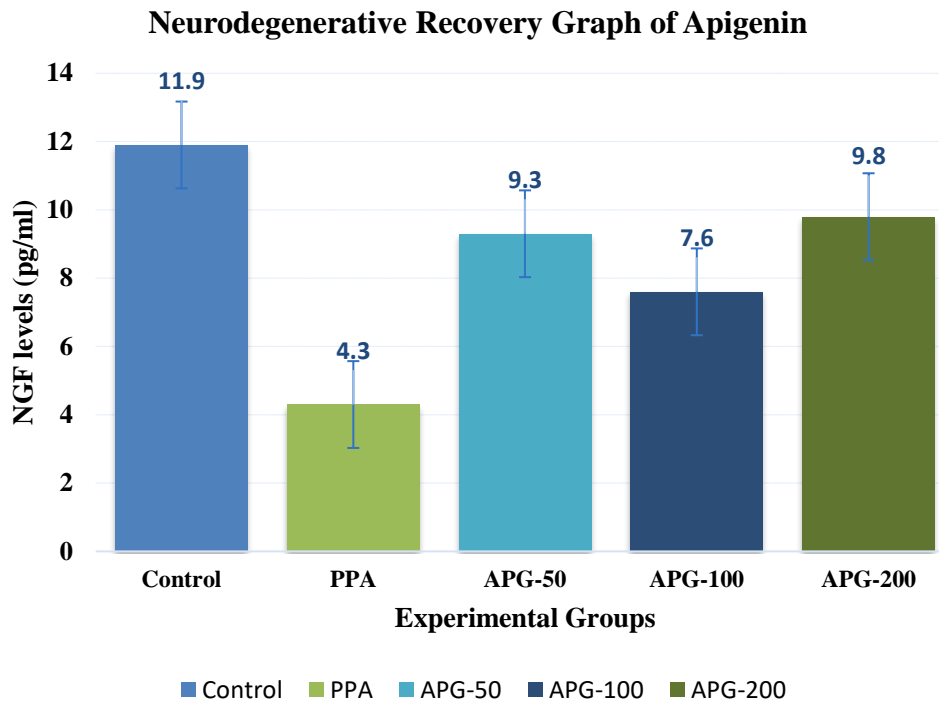 Neurodegenerative Recovery Graph of Apigenin
NGF levels (pg/ml)
14
12
10
8
6
4
2
0
11.9
4.3
9.3
7.6
9.8
Control PPA APG-50 APG-100 APG-200
Experimental Groups
Control PPA APG-50 APG-100 APG-200